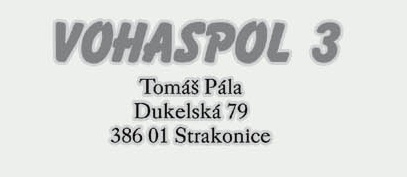 VOHASPOL 3
Tomáš Pála
Dukelská 79
386 01 Strakonice